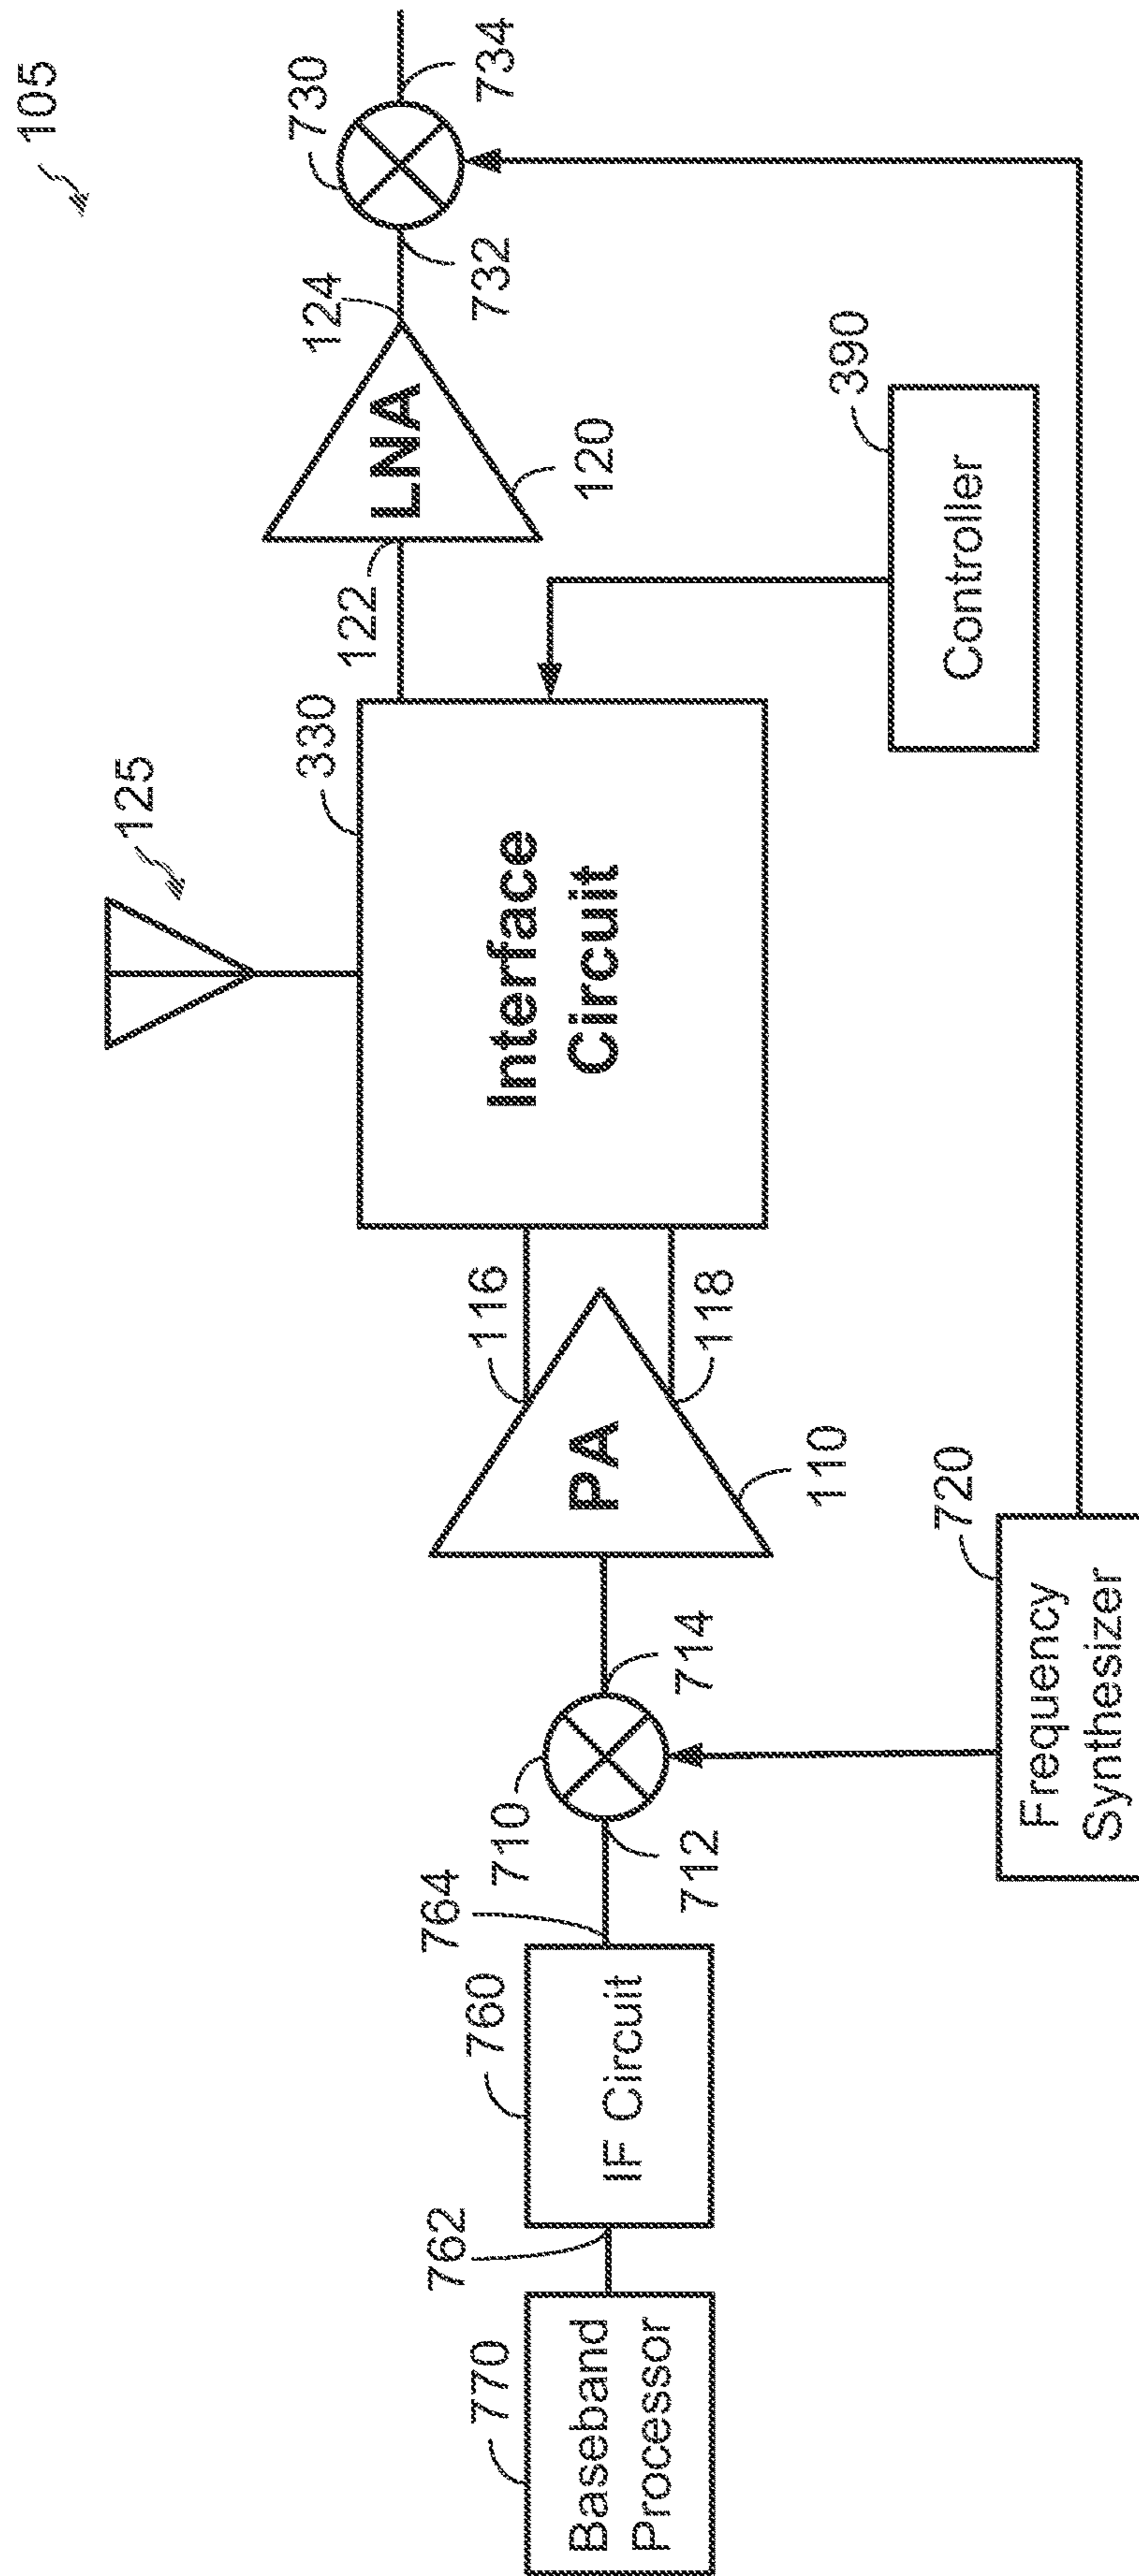 105
125
330
Interface
Circuit
122
LNA
124
120
730
732
734
390
Controller
116
118
PA
110
710
712
714
764
760
IF Circuit
762
770
Baseband
Processor
720
Frequency
Synthesizer